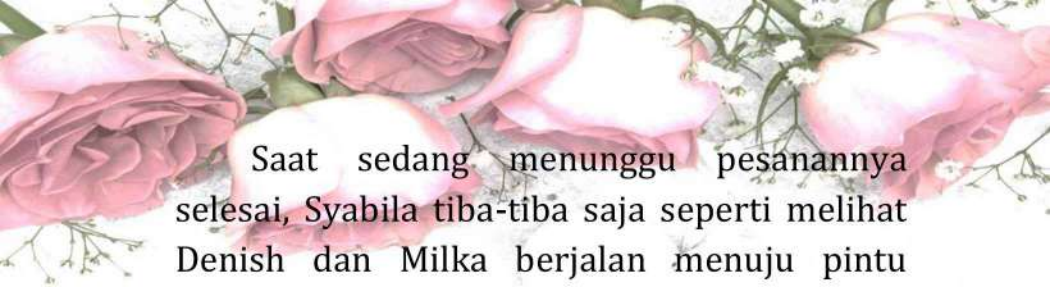 Saat sedang menunggu pesanannya
selesai, Syabila tiba-tiba saja seperti melihat
Denish dan Milka berjalan menuju pintu